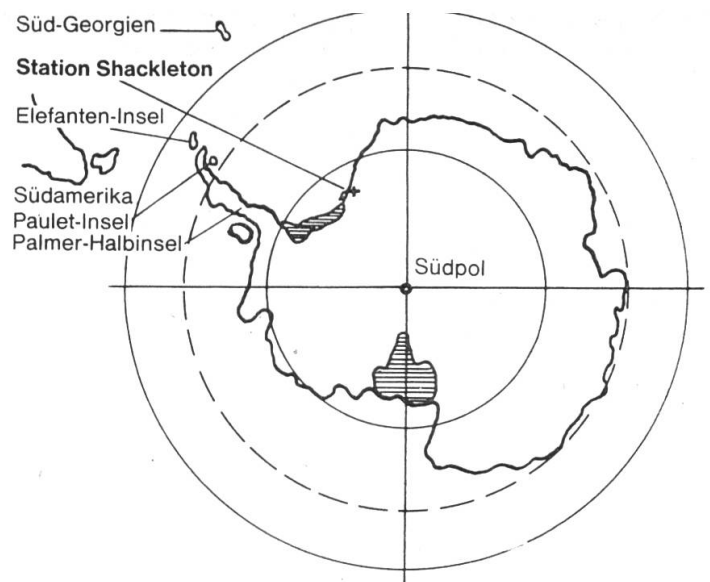 Süd-Georgien
Station Shackleton
Elefanten-Insel
Südamerika
Paulet-Insel
Palmer-Halbinsel
Südpol